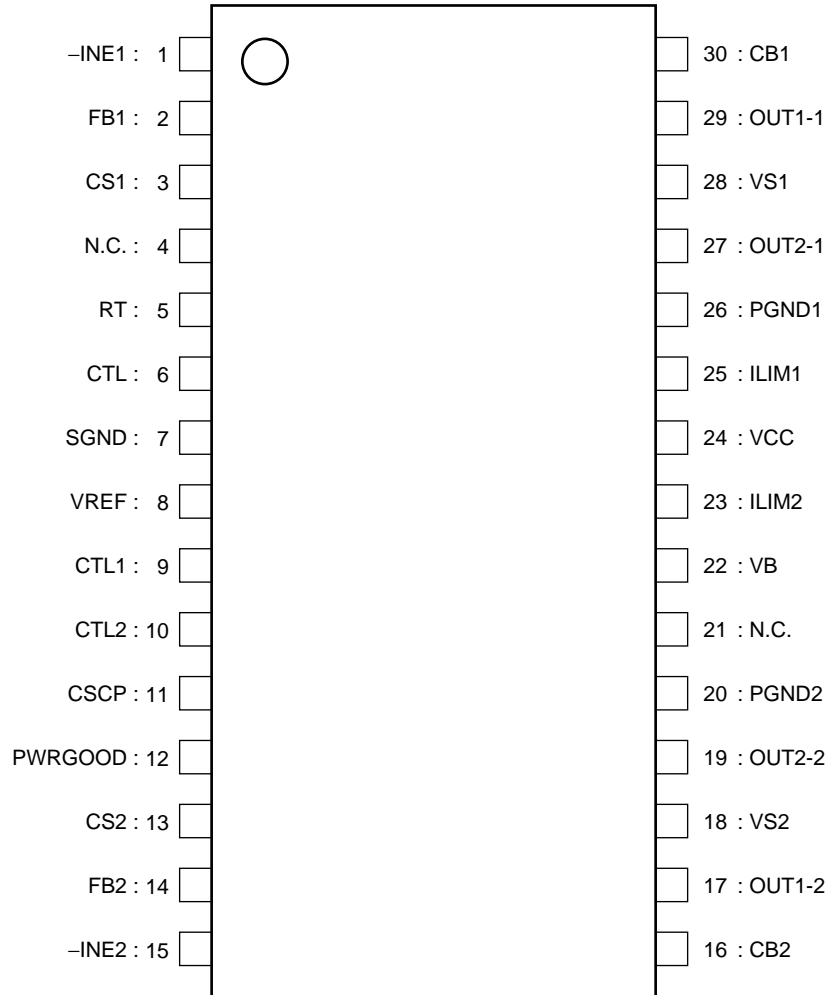 −INE1 : 1
FB1 : 2
CS1 : 3
N.C. : 4
RT : 5
CTL : 6
SGND : 7
VREF : 8
CTL1 : 9
CTL2 : 10
CSCP : 11
PWRGOOD : 12
CS2 : 13
FB2 : 14
−INE2 : 15
30 : CB1
29 : OUT1-1
28 : VS1
27 : OUT2-1
26 : PGND1
25 : ILIM1
24 : VCC
23 : ILIM2
22 : VB
21 : N.C.
20 : PGND2
19 : OUT2-2
18 : VS2
17 : OUT1-2
16 : CB2